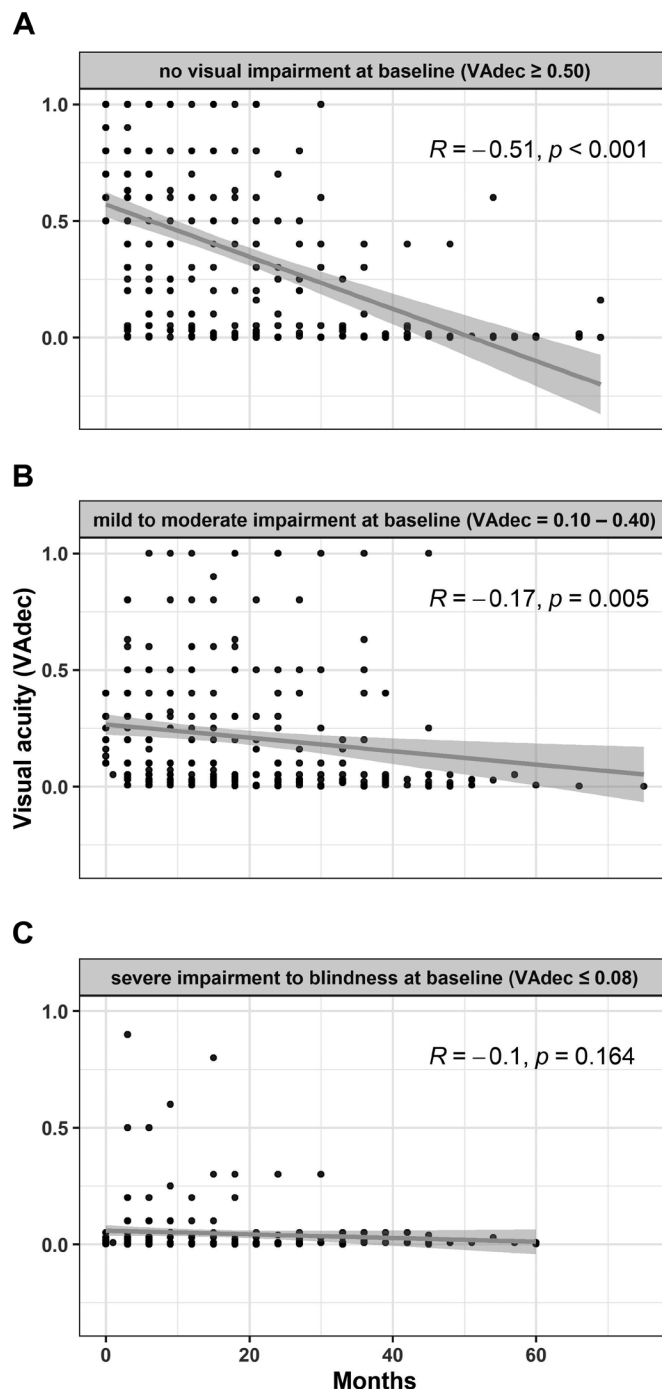 A
no visual impairment at baseline (VAdec ≥ 0.50)
1.0
R = −0.51, p < 0.001
0.5
0.0
B
mild to moderate impairment at baseline (VAdec = 0.10 – 0.40)
1.0
R = −0.17, p = 0.005
0.5
0.0
Visual acuity (VAdec)
C
severe impairment to blindness at baseline (VAdec ≤ 0.08)
1.0
R = −0.1, p = 0.164
0.5
0.0
0 20 40 60
Months